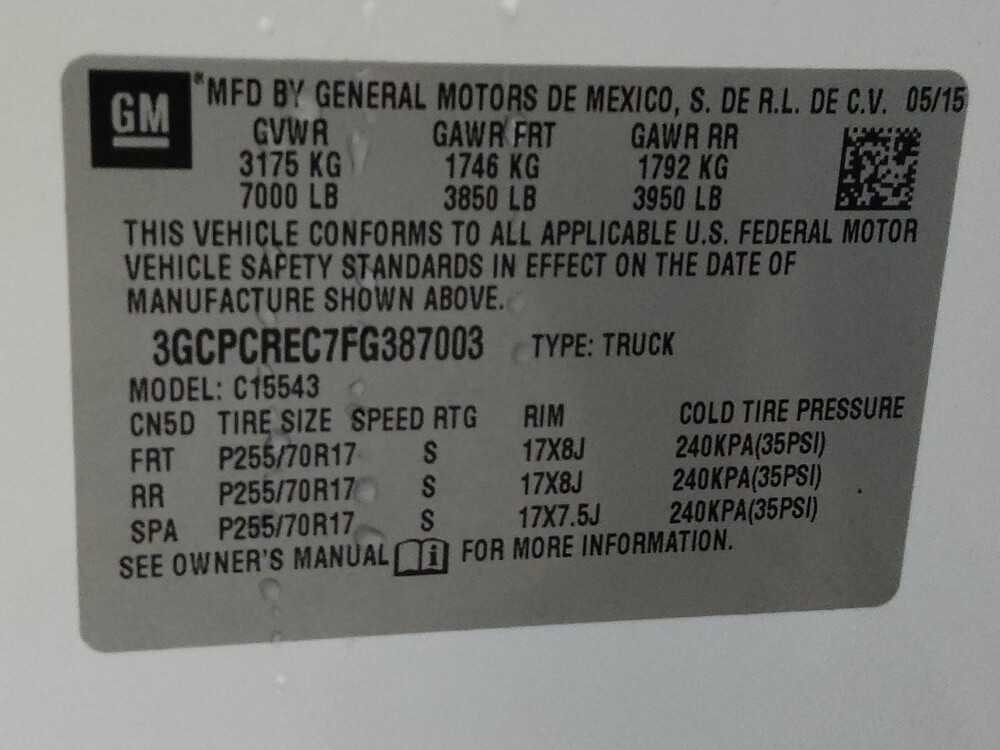 GM *MFD BY GENERAL MOTORS DE MEXICO, S. DE R.L. DE C.V. 05/15
GVWR GAWR FRT GAWR RR
3175 KG 1746 KG 1792 KG
7000 LB 3850 LB 3950 LB
THIS VEHICLE CONFORMS TO ALL APPLICABLE U.S. FEDERAL MOTOR
VEHICLE SAFETY STANDARDS IN EFFECT ON THE DATE OF
MANUFACTURE SHOWN ABOVE.
3GCPCREC7FG387003 TYPE: TRUCK
MODEL: C15543
CN5D TIRE SIZE SPEED RTG RIM COLD TIRE PRESSURE
FRT P255/70R17 S 17X8J 240KPA(35PSI)
RR P255/70R17 S 17X8J 240KPA(35PSI)
SPA P255/70R17 S 17X7.5J 240KPA(35PSI)
SEE OWNER'S MANUAL i FOR MORE INFORMATION.